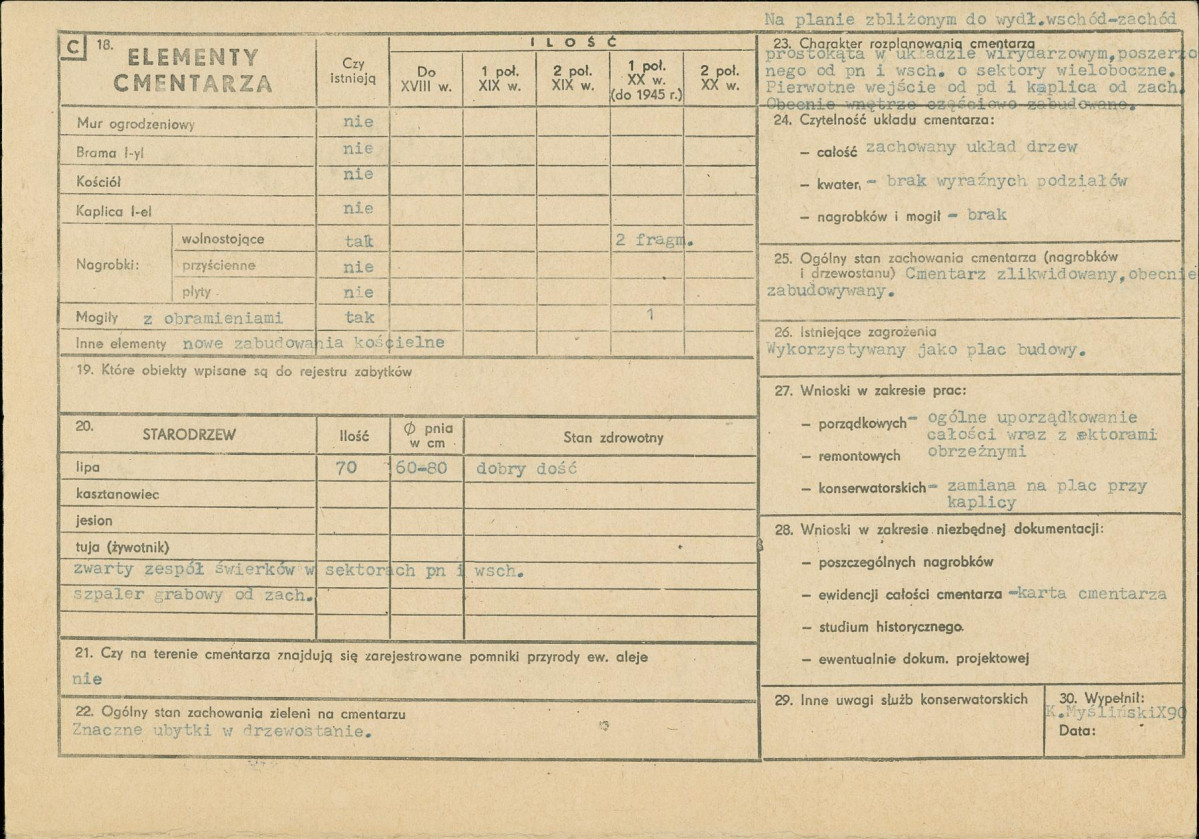 C 18. ELEMENTY CMENTARZA
Czy istnieją
ILOŚĆ
Do XVIII w.
1 poł. XIX w.
2 poł. XIX w.
1 poł. XX w. (do 1945 r.)
2 poł. XX w.
Mur ogrodzeniowy nie
Brama I-yI nie
Kościół nie
Kaplica I-eI nie
Nagrobki:
wolnostojące tak 2 fragm.
przyścienne nie
płyty nie
Mogiły z obramieniami tak 1
Inne elementy nowe zabudowania kościelne
19. Które obiekty wpisane są do rejestru zabytków
20. STARODRZEW Ilość Ø pnia w cm Stan zdrowotny
lipa 70 60-80 dobry dość
kasztanowiec
jesion
tuja (żywotnik)
zwarty zespół świerków w sektorach pn i wsch.
szpaler grabowy od zach.
21. Czy na terenie cmentarza znajdują się zarejestrowane pomniki przyrody ew. aleje
nie
22. Ogólny stan zachowania zieleni na cmentarzu
Znaczne ubytki w drzewostanie.
Na planie zbliżonym do wydł.wschód-zachód
23. Charakter rozplanowania cmentarza
prostokąta w układzie wirydarzowym,poszerzo
nego od pn i wsch. o sektory wieloboczne.
Pierwotne wejście od pd i kaplica od zach.
Obecnie wnętrze częściowo zabudowane.
24. Czytelność układu cmentarza:
– całość zachowany układ drzew
– kwater, - brak wyraźnych podziałów
– nagrobków i mogił - brak
25. Ogólny stan zachowania cmentarza (nagrobków
i drzewostanu) Cmentarz zlikwidowany,obecnie
zabudowywany.
26. Istniejące zagrożenia
Wykorzystywany jako plac budowy.
27. Wnioski w zakresie prac:
– porządkowych - ogólne uporządkowanie
całości wraz z sektorami
– remontowych obrzeżnymi
– konserwatorskich - zamiana na plac przy
kaplicy
28. Wnioski w zakresie niezbędnej dokumentacji:
– poszczególnych nagrobków
– ewidencji całości cmentarza -karta cmentarza
– studium historycznego.
– ewentualnie dokum. projektowej
29. Inne uwagi służb konserwatorskich
30. Wypełnił:
K.MyślińskiX90
Data: